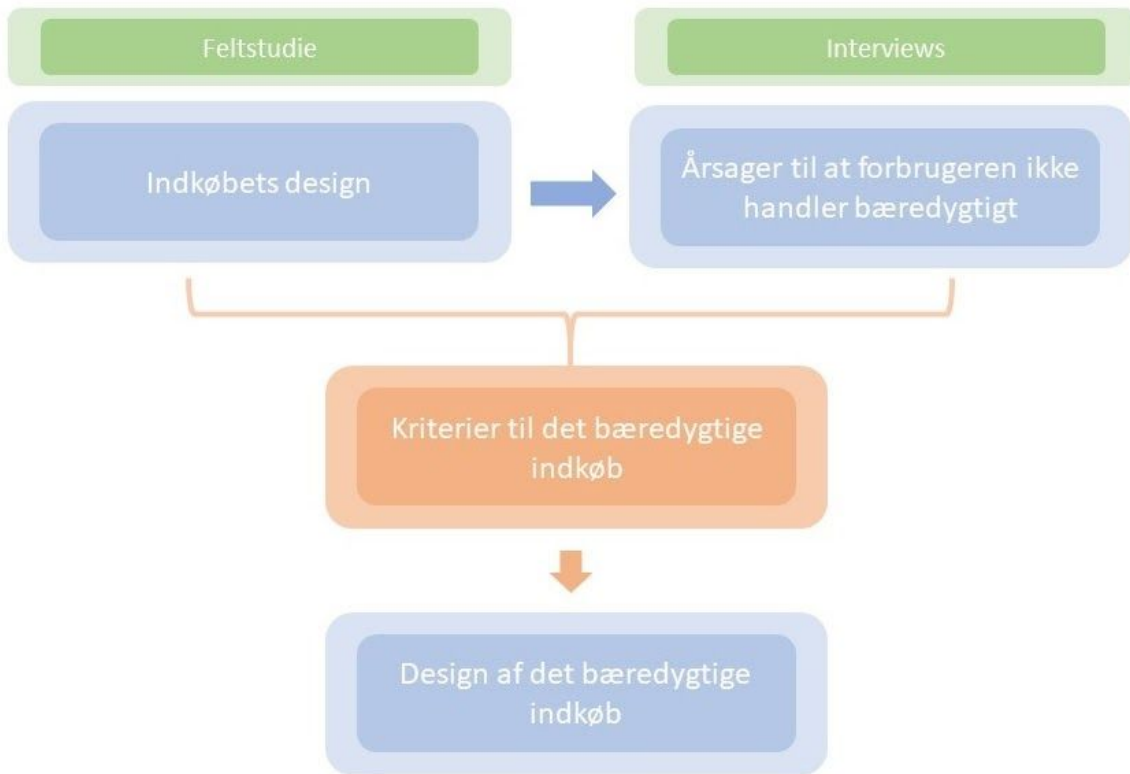 Feltstudie
Interviews
Indkøbets design
Årsager til at forbrugeren ikke
handler bæredygtigt
Kriterier til det bæredygtige
indkøb
Design af det bæredygtige
indkøb